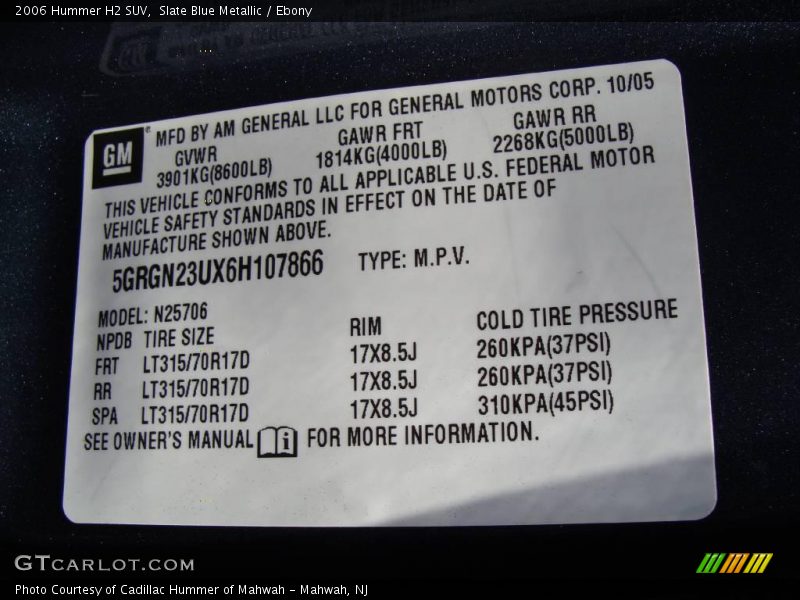 2006 Hummer H2 SUV, Slate Blue Metallic / Ebony
GM
MFD BY AM GENERAL LLC FOR GENERAL MOTORS CORP. 10/05
GVWR GAWR FRT GAWR RR
3901KG(8600LB) 1814KG(4000LB) 2268KG(5000LB)
THIS VEHICLE CONFORMS TO ALL APPLICABLE U.S. FEDERAL MOTOR
VEHICLE SAFETY STANDARDS IN EFFECT ON THE DATE OF
MANUFACTURE SHOWN ABOVE.
5GRGN23UX6H107866 TYPE: M.P.V.
MODEL: N25706
NPDB TIRE SIZE RIM COLD TIRE PRESSURE
FRT LT315/70R17D 17X8.5J 260KPA(37PSI)
RR LT315/70R17D 17X8.5J 260KPA(37PSI)
SPA LT315/70R17D 17X8.5J 310KPA(45PSI)
SEE OWNER'S MANUAL i FOR MORE INFORMATION.
GTCARLOT.COM
Photo Courtesy of Cadillac Hummer of Mahwah - Mahwah, NJ